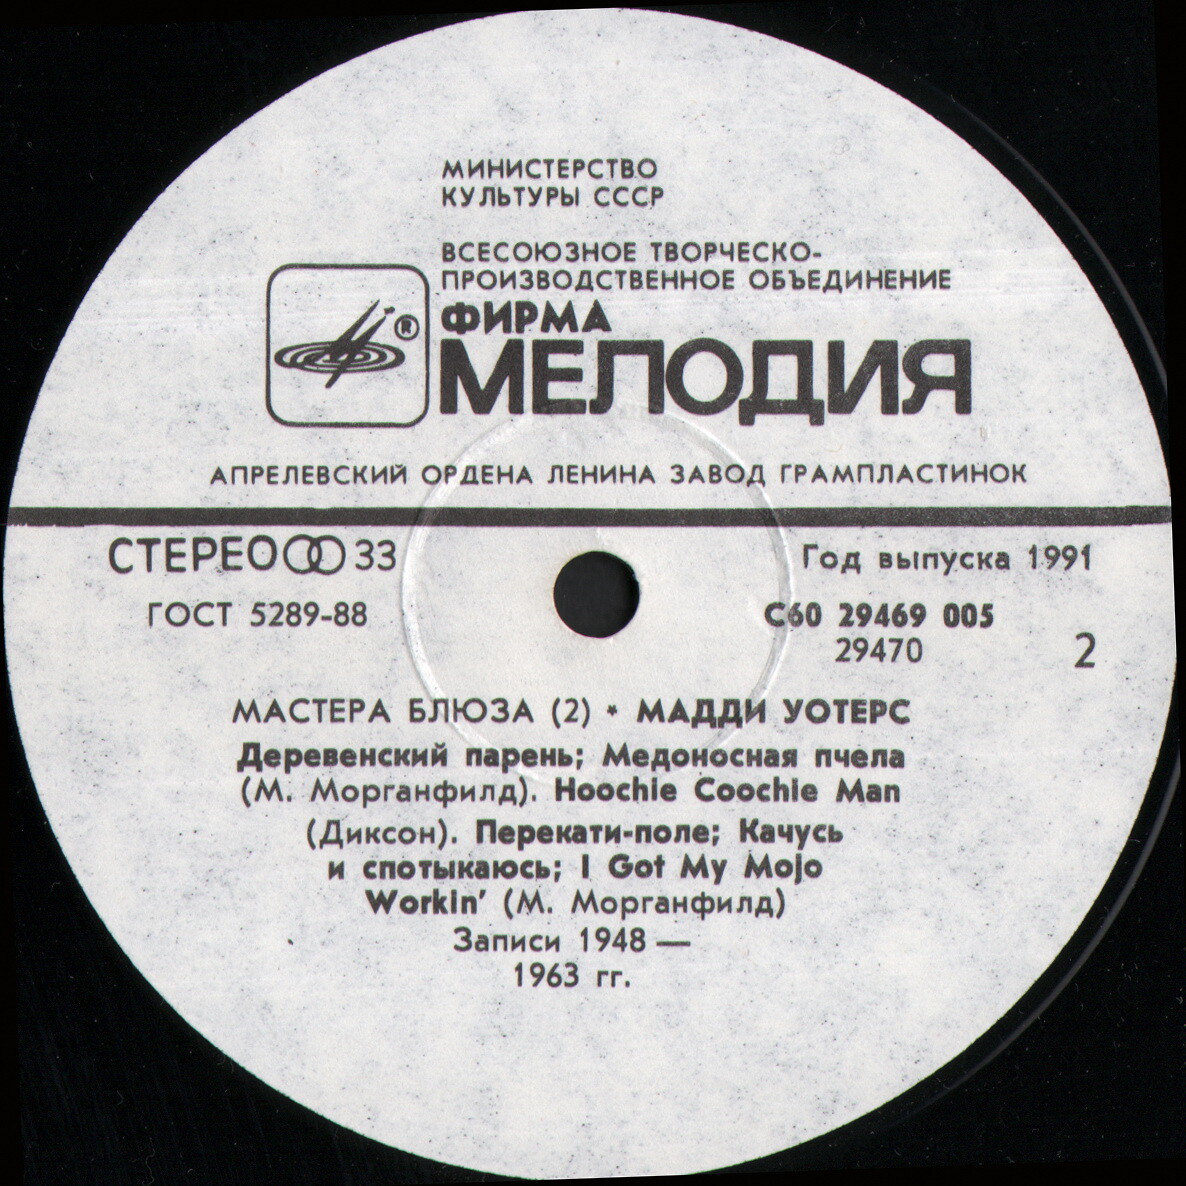 МИНИСТЕРСТВО
КУЛЬТУРЫ СССР
ВСЕСОЮЗНОЕ ТВОРЧЕСКО-
ПРОИЗВОДСТВЕННОЕ ОБЪЕДИНЕНИЕ
ФИРМА
®
МЕЛОДИЯ
АПРЕЛЕВСКИЙ ОРДЕНА ЛЕНИНА ЗАВОД ГРАМПЛАСТИНОК
СТЕРЕО 33
Год выпуска 1991
ГОСТ 5289-88
С60 29469 005
29470
2
МАСТЕРА БЛЮЗА (2) * МАДДИ УОТЕРС
Деревенский парень; Медоносная пчела
(М. Морганфилд). Hoochie Coochie Man
(Диксон). Перекати-поле; Качусь
и спотыкаюсь; I Got My Mojo
Workin' (М. Морганфилд)
Записи 1948 —
1963 гг.